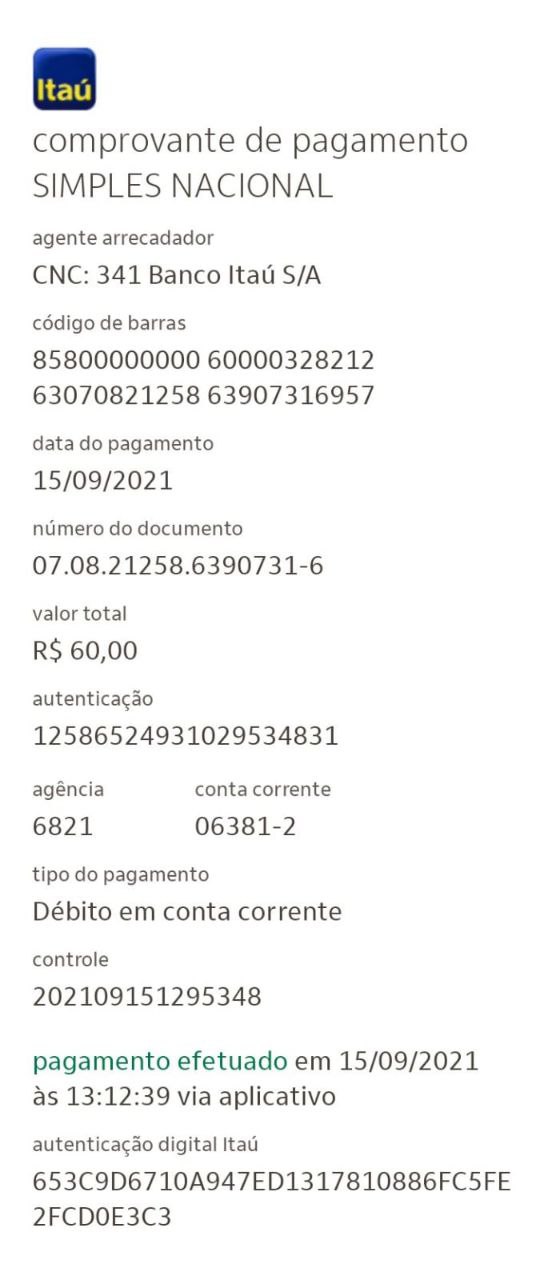 Itaú
comprovante de pagamento
SIMPLES NACIONAL
agente arrecadador
CNC: 341 Banco Itaú S/A
código de barras
85800000000 60000328212
63070821258 63907316957
data do pagamento
15/09/2021
número do documento
07.08.21258.6390731-6
valor total
R$ 60,00
autenticação
12586524931029534831
agência conta corrente
6821 06381-2
tipo do pagamento
Débito em conta corrente
controle
202109151295348
pagamento efetuado em 15/09/2021
às 13:12:39 via aplicativo
autenticação digital Itaú
653C9D6710A947ED1317810886FC5FE
2FCD0E3C3